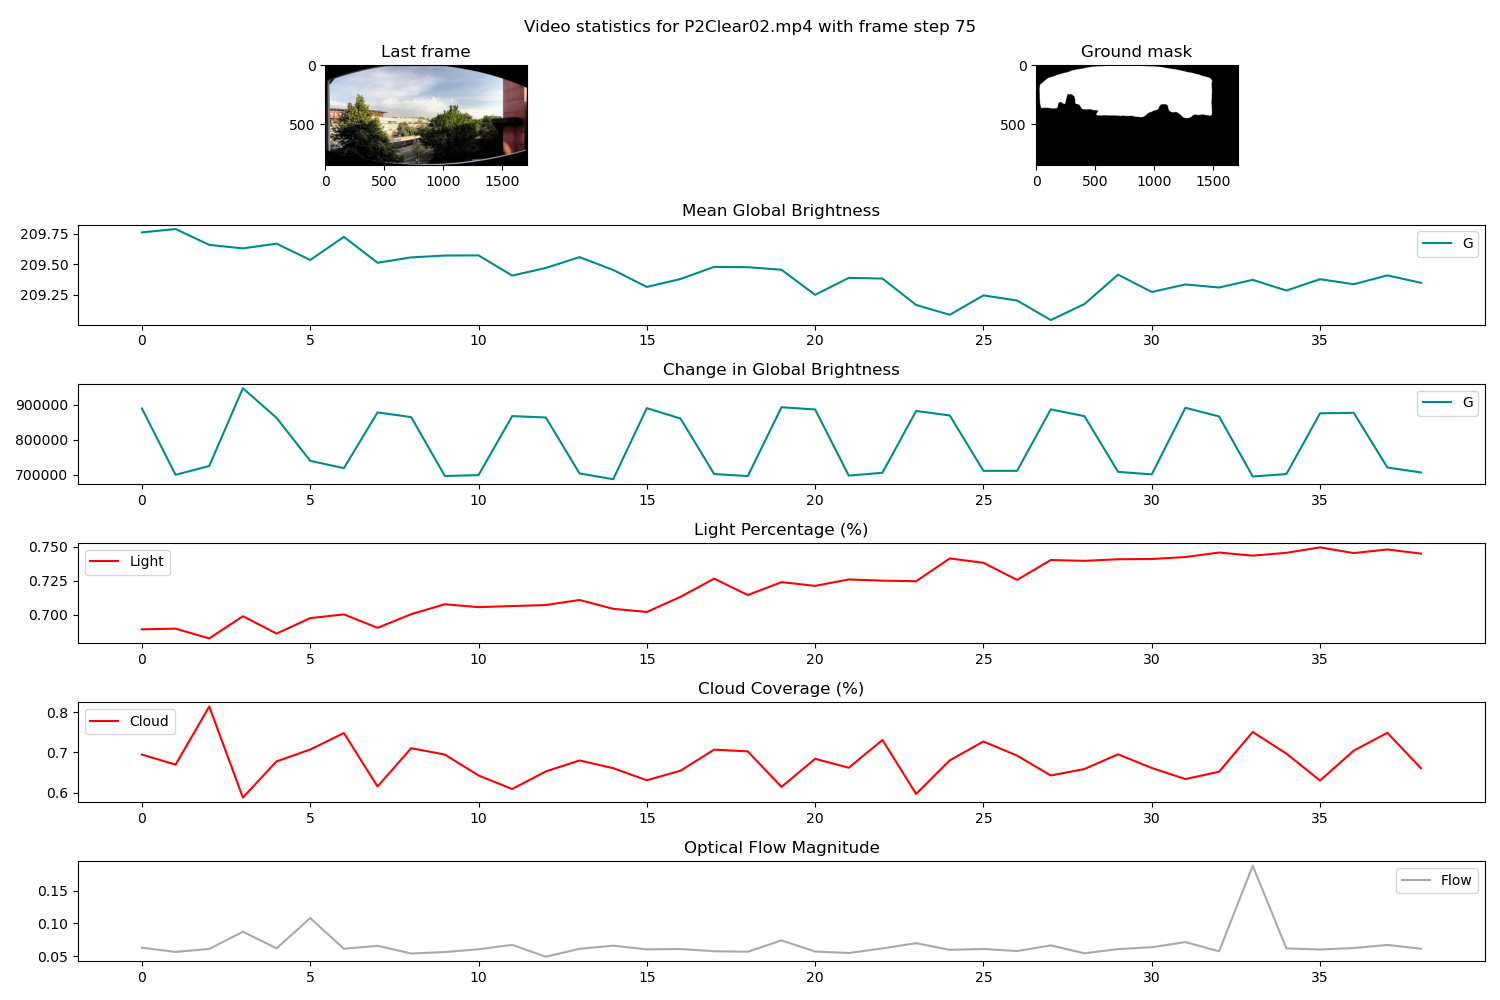 Video statistics for P2Clear02.mp4 with frame step 75
Last frame
Ground mask
0
500
0 500 1000 1500
0
500
0 500 1000 1500
Mean Global Brightness
209.75
209.50
209.25
G
0 5 10 15 20 25 30 35
Change in Global Brightness
900000
800000
700000
G
0 5 10 15 20 25 30 35
Light Percentage (%)
0.750
0.725
0.700
Light
0 5 10 15 20 25 30 35
Cloud Coverage (%)
0.8
0.7
0.6
Cloud
0 5 10 15 20 25 30 35
Optical Flow Magnitude
0.15
0.10
0.05
Flow
0 5 10 15 20 25 30 35